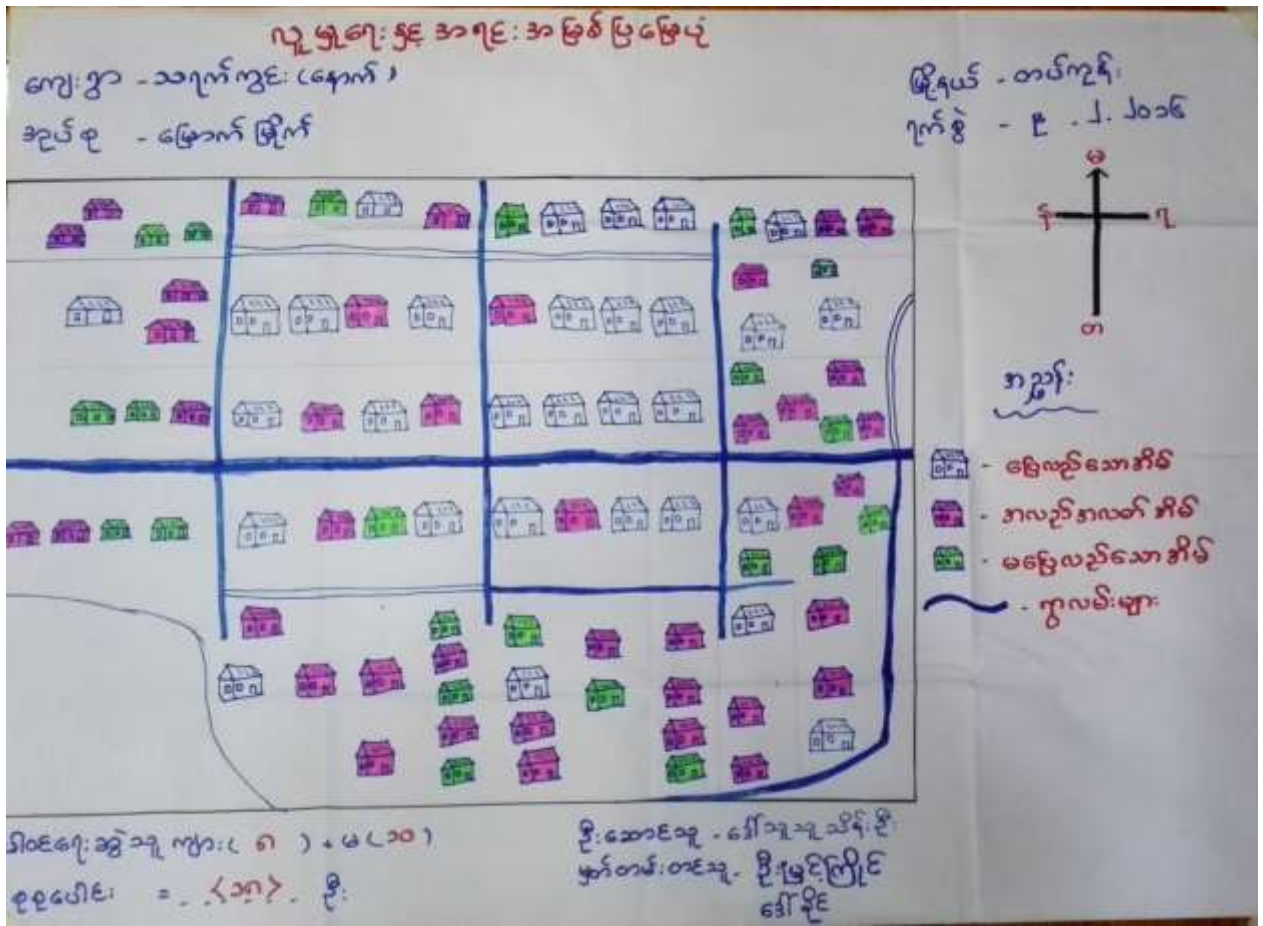 လူမှုရေးနှင့် အရင်းအမြစ်ပြမြေပုံ
ကျေးရွာ - သရက်ကွင်း (နောက်)
မြို့နယ် - တပ်ကုန်း
အုပ်စု - မြောက်မြိုက်
ရက်စွဲ - ၉.၂.၂၀၁၆
မ
န
ရ
တ
အညွှန်း
- ပြေလည်သောအိမ်
- အလည်အလတ်အိမ်
- မပြေလည်သောအိမ်
- ရွာလမ်းများ
ပါဝင်ရေးဆွဲသူ ကျား (၈) + မ (၁၀)
ဦးဆောင်သူ - ဒေါ်သူသူသိန်းဦး
စုစုပေါင်း = <၁၈> ဦး
မှတ်တမ်းတင်သူ - ဦးမြင့်ကြိုင်
ဒေါ်ခိုင်